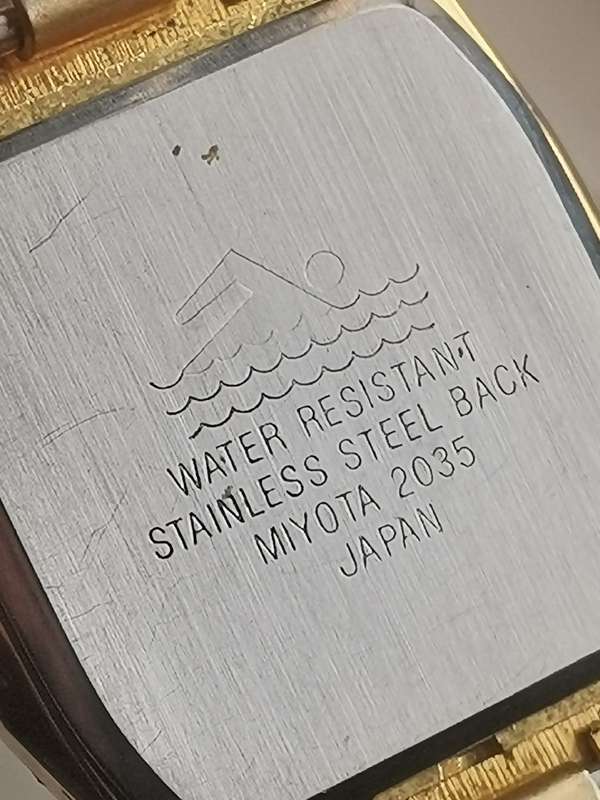 WATER RESISTANT
STAINLESS STEEL BACK
MIYOTA 2035
JAPAN